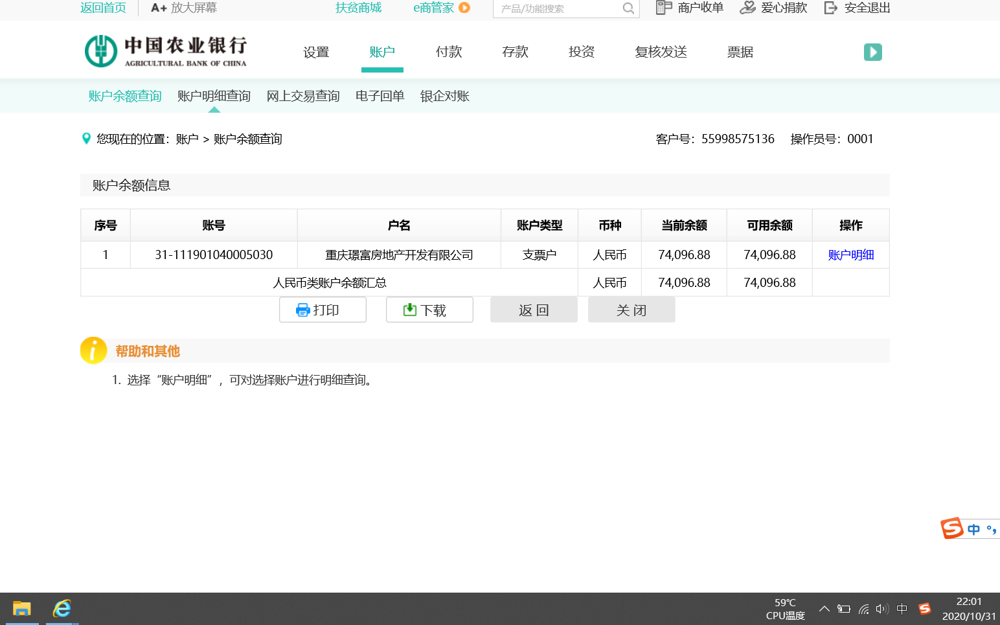 返回首页 A+ 放大屏幕 扶贫商城 e商管家 产品/功能搜索 商户收单 爱心捐款 安全退出
中国农业银行
AGRICULTURAL BANK OF CHINA
设置 账户 付款 存款 投资 复核发送 票据
账户余额查询 账户明细查询 网上交易查询 电子回单 银企对账
您现在的位置：账户 > 账户余额查询 客户号：55998575136 操作员号：0001
账户余额信息
序号 账号 户名 账户类型 币种 当前余额 可用余额 操作
1 31-111901040005030 重庆璟富房地产开发有限公司 支票户 人民币 74,096.88 74,096.88 账户明细
人民币类账户余额汇总 人民币 74,096.88 74,096.88
打印 下载 返 回 关 闭
i 帮助和其他
1. 选择“账户明细”，可对选择账户进行明细查询。
S 中 °,
59℃
CPU温度
中 S
22:01
2020/10/31